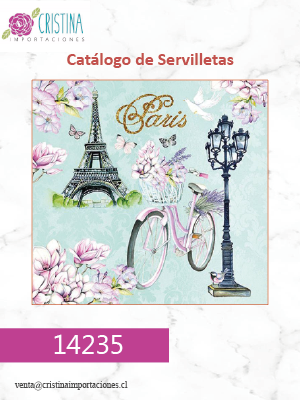 CRISTINA
IMPORTACIONES
Catálogo de Servilletas
Paris
14235
venta@cristinaimportaciones.cl